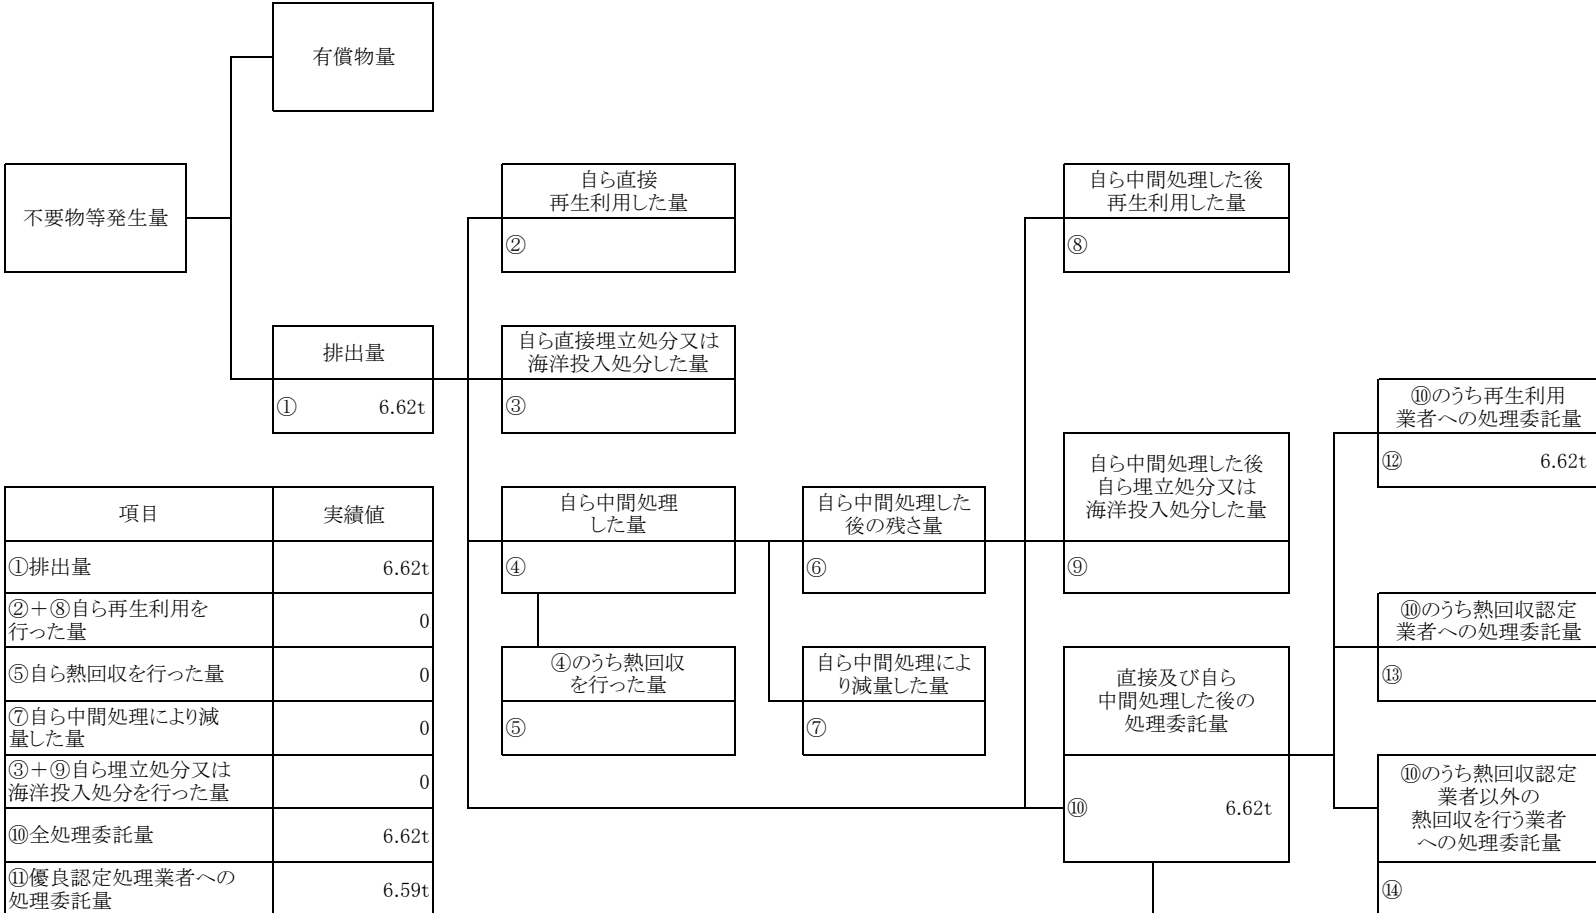 有償物量
不要物等発生量
排出量
① 6.62t
自ら直接
再生利用した量
②
自ら直接埋立処分又は
海洋投入処分した量
③
自ら中間処理
した量
④
④のうち熱回収
を行った量
⑤
自ら中間処理した
後の残さ量
⑥
自ら中間処理によ
り減量した量
⑦
自ら中間処理した後
再生利用した量
⑧
自ら中間処理した後
自ら埋立処分又は
海洋投入処分した量
⑨
直接及び自ら
中間処理した後の
処理委託量
⑩ 6.62t
⑩のうち再生利用
業者への処理委託量
⑫ 6.62t
⑩のうち熱回収認定
業者への処理委託量
⑬
⑩のうち熱回収認定
業者以外の
熱回収を行う業者
への処理委託量
⑭
項目 実績値
①排出量 6.62t
②+⑧自ら再生利用を
行った量 0
⑤自ら熱回収を行った量 0
⑦自ら中間処理により減
量した量 0
③+⑨自ら埋立処分又は
海洋投入処分を行った量 0
⑩全処理委託量 6.62t
⑪優良認定処理業者への
処理委託量 6.59t